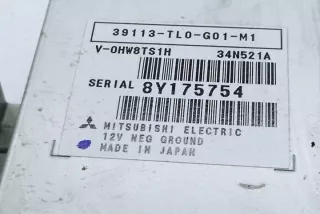 39113-TL0-G01-M1
V-0HW8TS1H 34N521A
SERIAL 8Y175754
MITSUBISHI ELECTRIC
12V NEG GROUND
MADE IN JAPAN